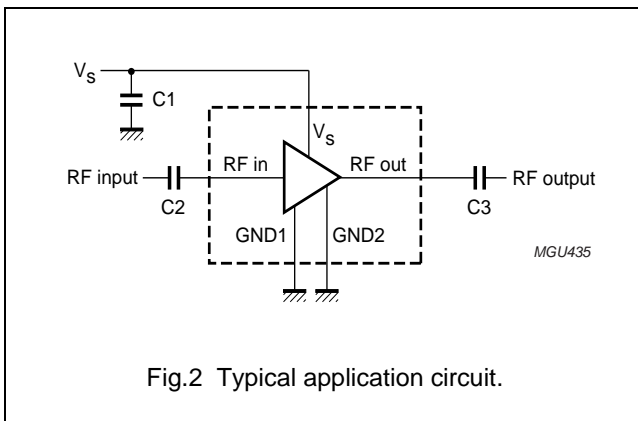 VS
C1
VS
RF input
RF in
RF out
RF output
C2
C3
GND1
GND2
MGU435
Fig.2 Typical application circuit.